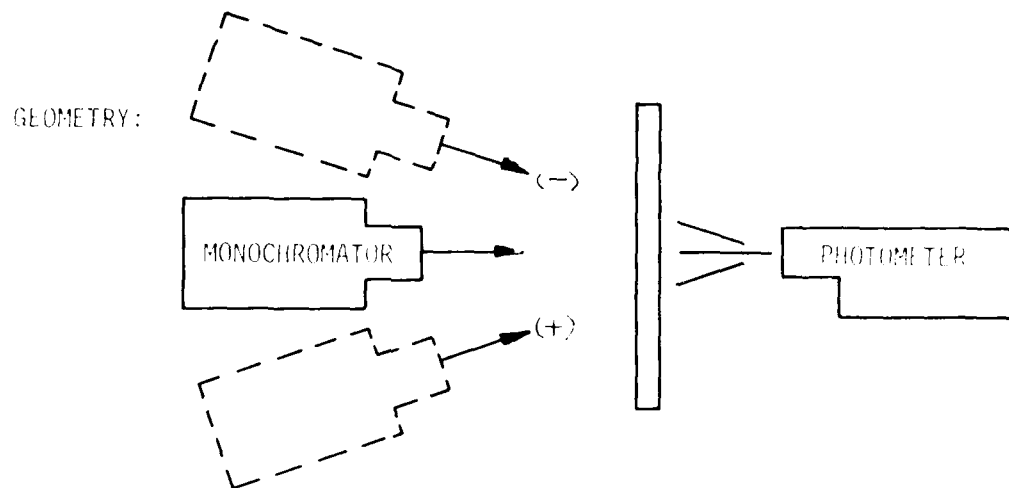 GEOMETRY:
(-)
MONOCHROMATOR
PHOTOMETER
(+)